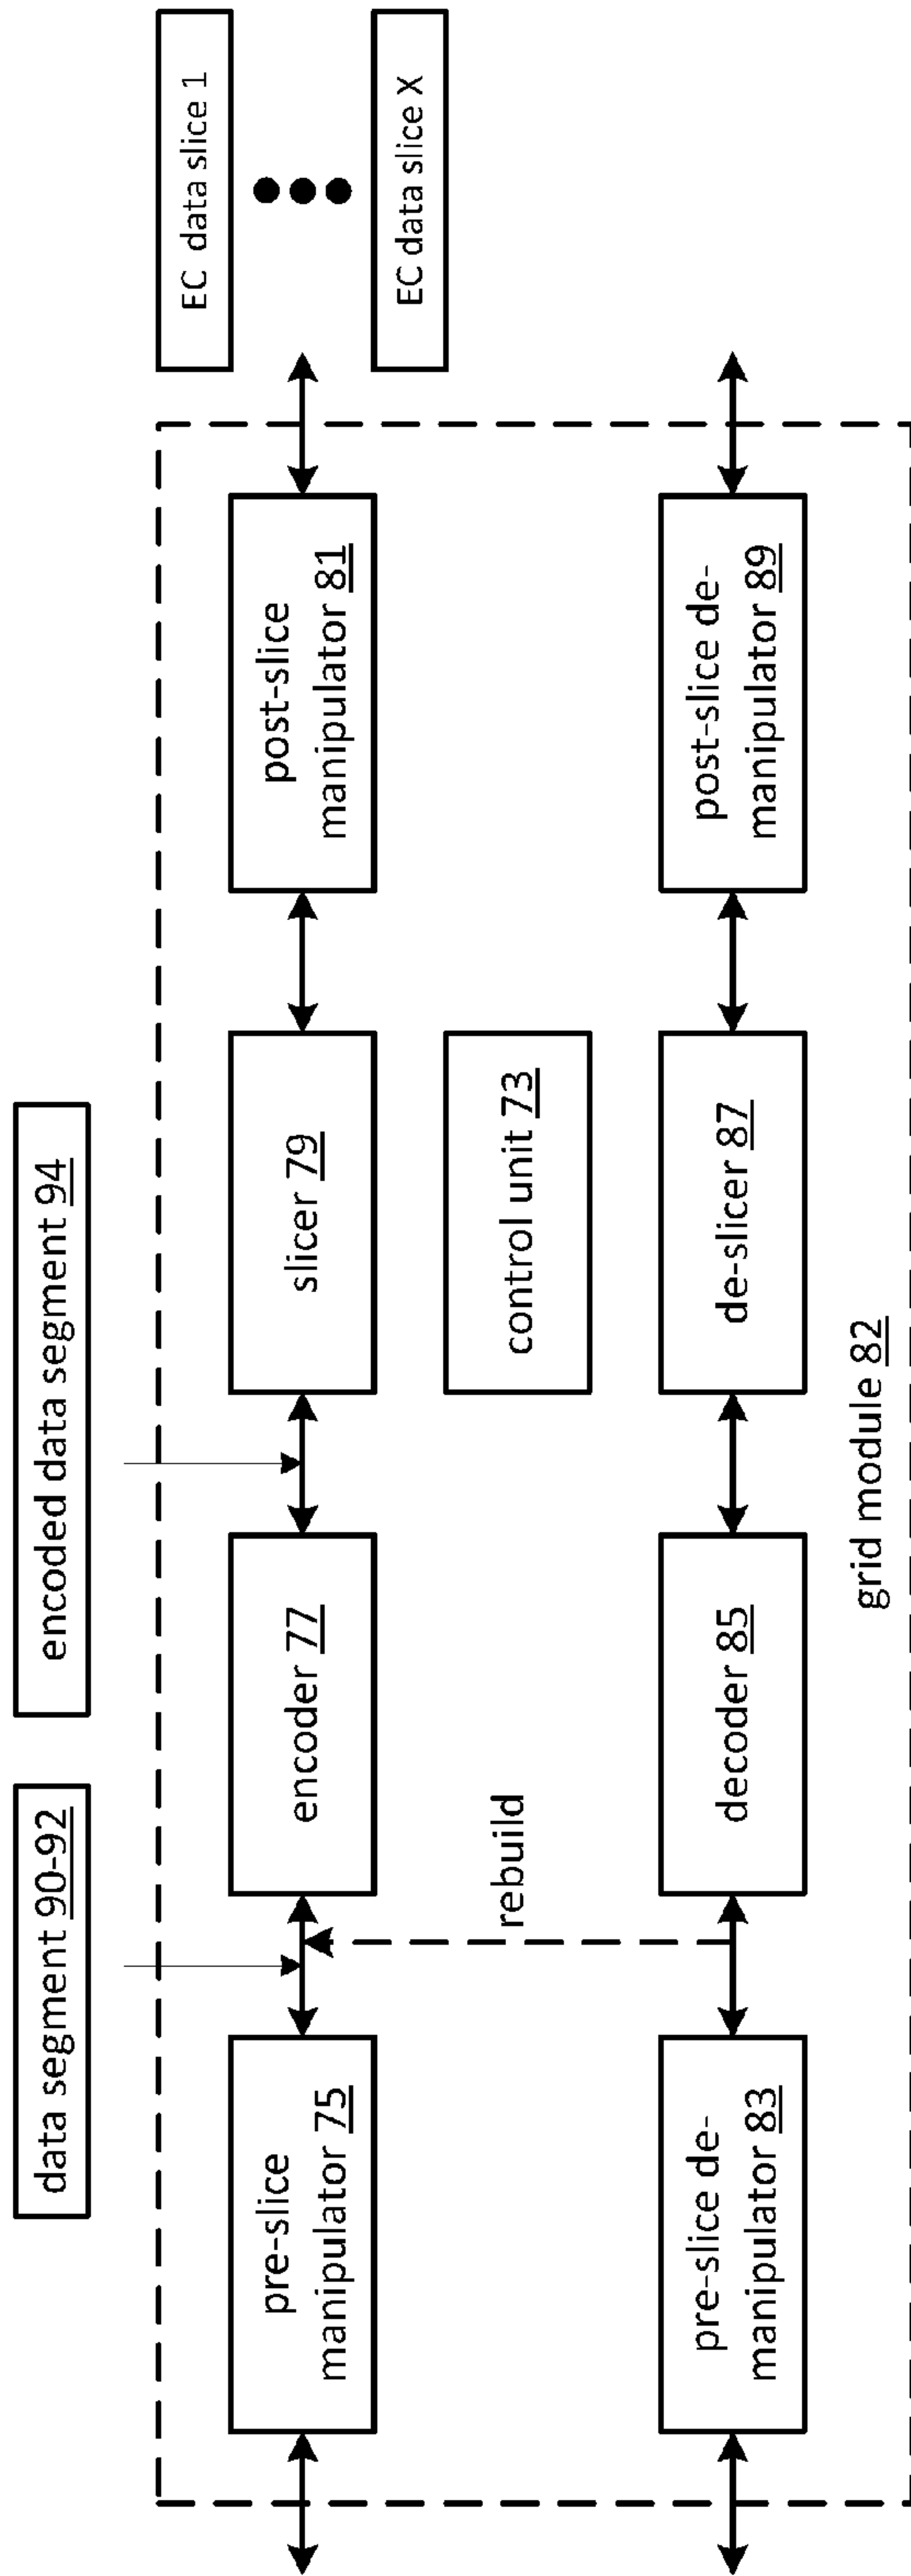 data segment 90-92
encoded data segment 94
EC data slice 1
EC data slice X
pre-slice
manipulator 75
encoder 77
slicer 79
post-slice
manipulator 81
rebuild
control unit 73
pre-slice de-
manipulator 83
decoder 85
de-slicer 87
post-slice de-
manipulator 89
grid module 82